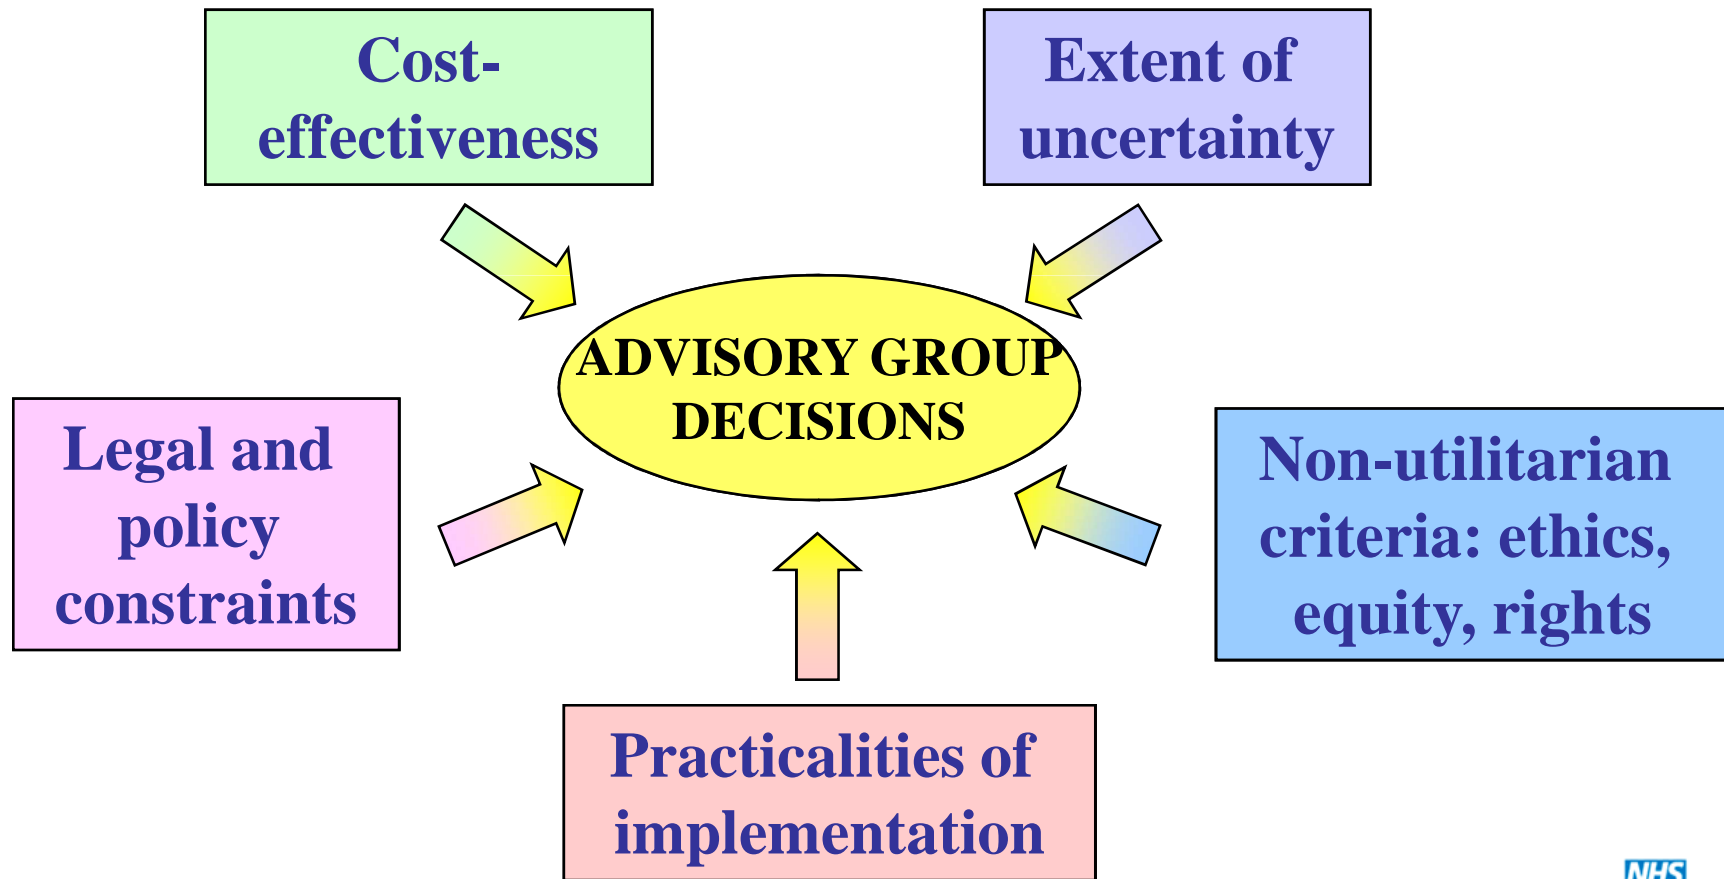 Cost-
effectiveness
Extent of
uncertainty
ADVISORY GROUP
DECISIONS
Legal and
policy
constraints
Non-utilitarian
criteria: ethics,
equity, rights
Practicalities of
implementation
NHS